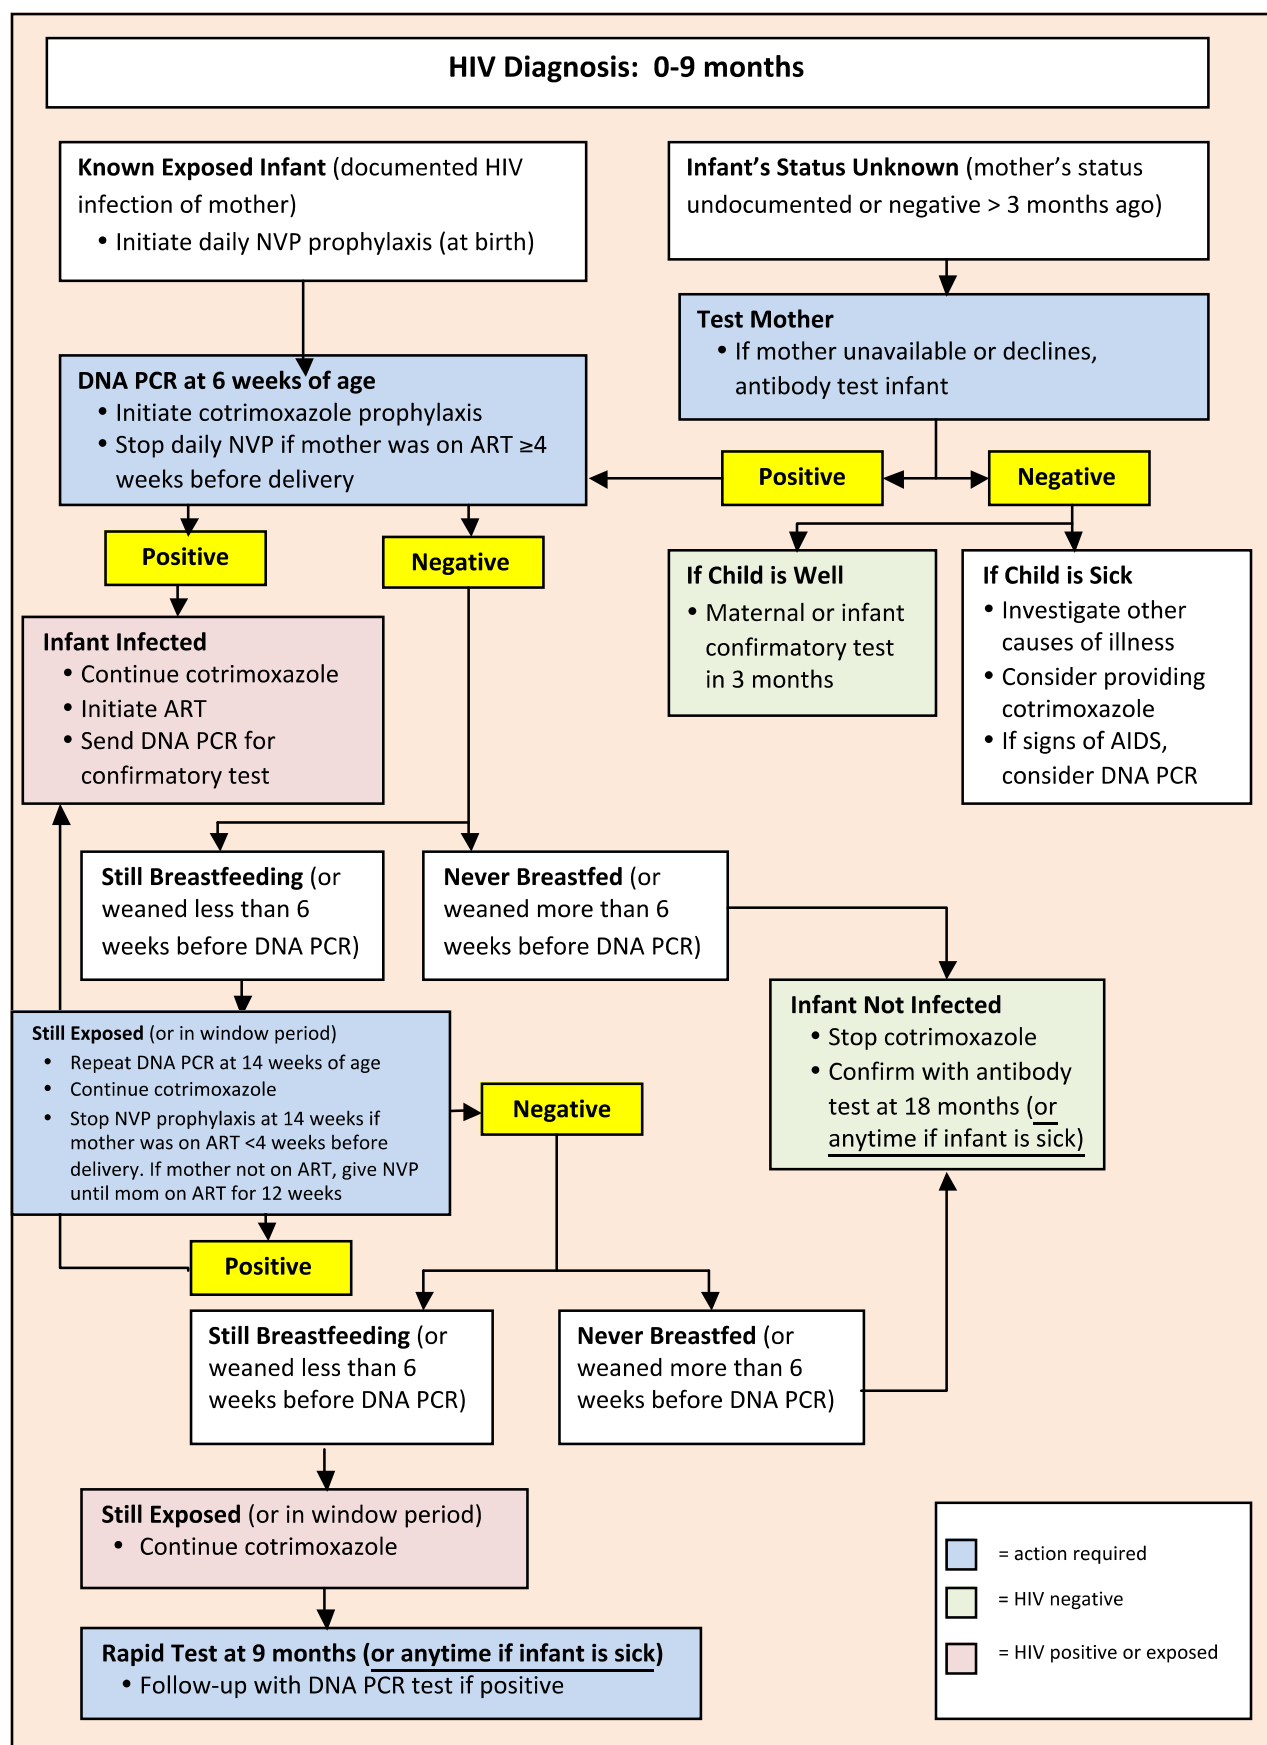 HIV Diagnosis:  0-9 months
Known Exposed Infant (documented HIV
infection of mother)
• Initiate daily NVP prophylaxis (at birth)
Infant’s Status Unknown (mother’s status
undocumented or negative > 3 months ago)
Test Mother
• If mother unavailable or declines,
antibody test infant
DNA PCR at 6 weeks of age
• Initiate cotrimoxazole prophylaxis
• Stop daily NVP if mother was on ART ≥4
weeks before delivery
Positive
Negative
Positive
Negative
If Child is Well
• Maternal or infant
confirmatory test
in 3 months
If Child is Sick
• Investigate other
causes of illness
• Consider providing
cotrimoxazole
• If signs of AIDS,
consider DNA PCR
Infant Infected
• Continue cotrimoxazole
• Initiate ART
• Send DNA PCR for
confirmatory test
Still Breastfeeding (or
weaned less than 6
weeks before DNA PCR)
Never Breastfed (or
weaned more than 6
weeks before DNA PCR)
Infant Not Infected
• Stop cotrimoxazole
• Confirm with antibody
test at 18 months (or
anytime if infant is sick)
Still Exposed (or in window period)
• Repeat DNA PCR at 14 weeks of age
• Continue cotrimoxazole
• Stop NVP prophylaxis at 14 weeks if
mother was on ART <4 weeks before
delivery. If mother not on ART, give NVP
until mom on ART for 12 weeks
Negative
Positive
Still Breastfeeding (or
weaned less than 6
weeks before DNA PCR)
Never Breastfed (or
weaned more than 6
weeks before DNA PCR)
Still Exposed (or in window period)
• Continue cotrimoxazole
Rapid Test at 9 months (or anytime if infant is sick)
• Follow-up with DNA PCR test if positive
= action required
= HIV negative
= HIV positive or exposed